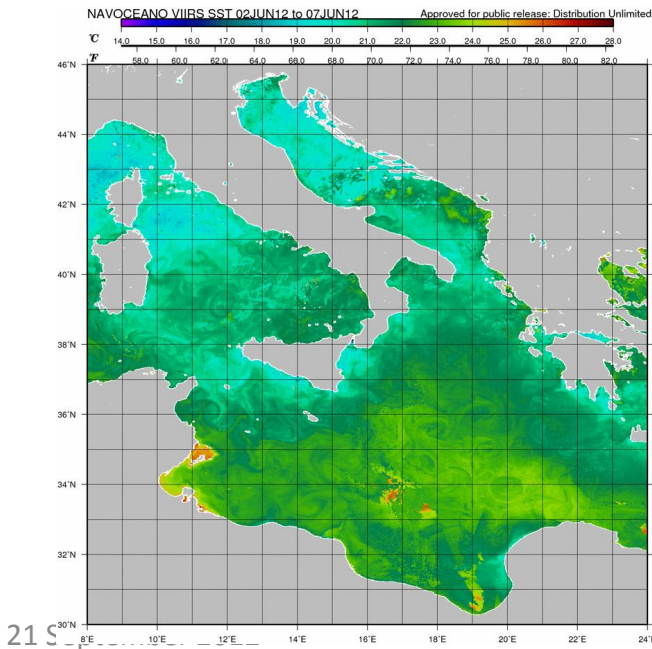 NAVOCEANO VIIRS SST 02JUN12 to 07JUN12 Approved for public release: Distribution Unlimited
°C 14.0 15.0 16.0 17.0 18.0 19.0 20.0 21.0 22.0 23.0 24.0 25.0 26.0 27.0 28.0
°F 58.0 60.0 62.0 64.0 66.0 68.0 70.0 72.0 74.0 76.0 78.0 80.0 82.0
46°N
44°N
42°N
40°N
38°N
36°N
34°N
32°N
30°N
8°E 10°E 12°E 14°E 16°E 18°E 20°E 22°E 24°E
21